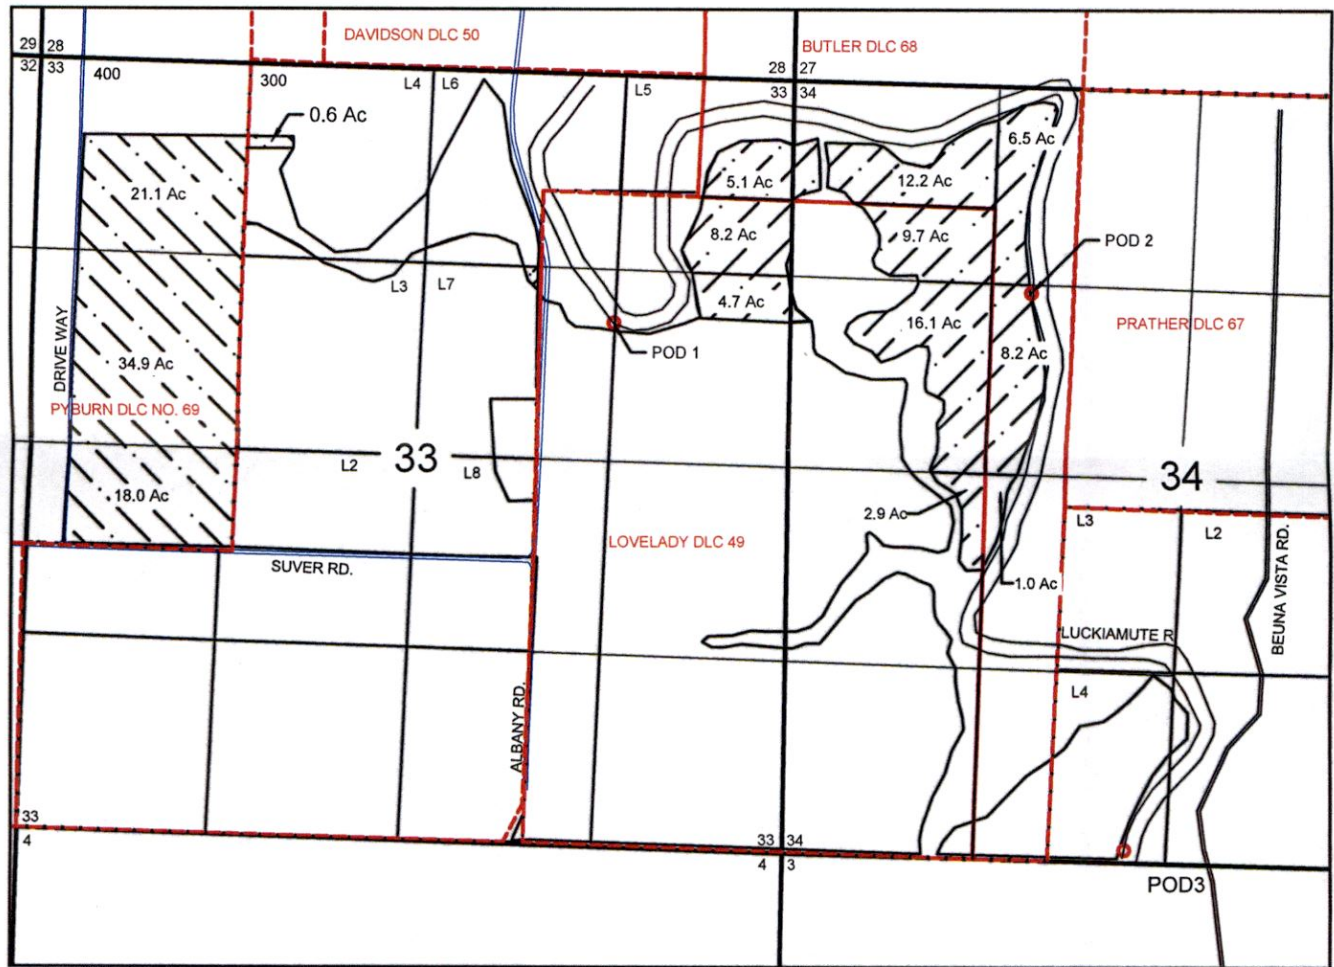 DAVIDSON DLC 50
BUTLER DLC 68
29 28
32 33
400
300
L4 L6
L5
28 27
33 34
0.6 Ac
6.5 Ac
21.1 Ac
5.1 Ac
12.2 Ac
8.2 Ac
9.7 Ac
POD 2
L3
L7
4.7 Ac
16.1 Ac
PRATHER DLC 67
DRIVE WAY
POD 1
8.2 Ac
34.9 Ac
PYBURN DLC NO. 69
L2
33
L8
34
18.0 Ac
2.9 Ac
L3
L2
LOVELADY DLC 49
SUVER RD.
1.0 Ac
BEUNA VISTA RD.
LUCKIAMUTE R
L4
ALBANY RD.
33
4
33 34
4 3
POD3